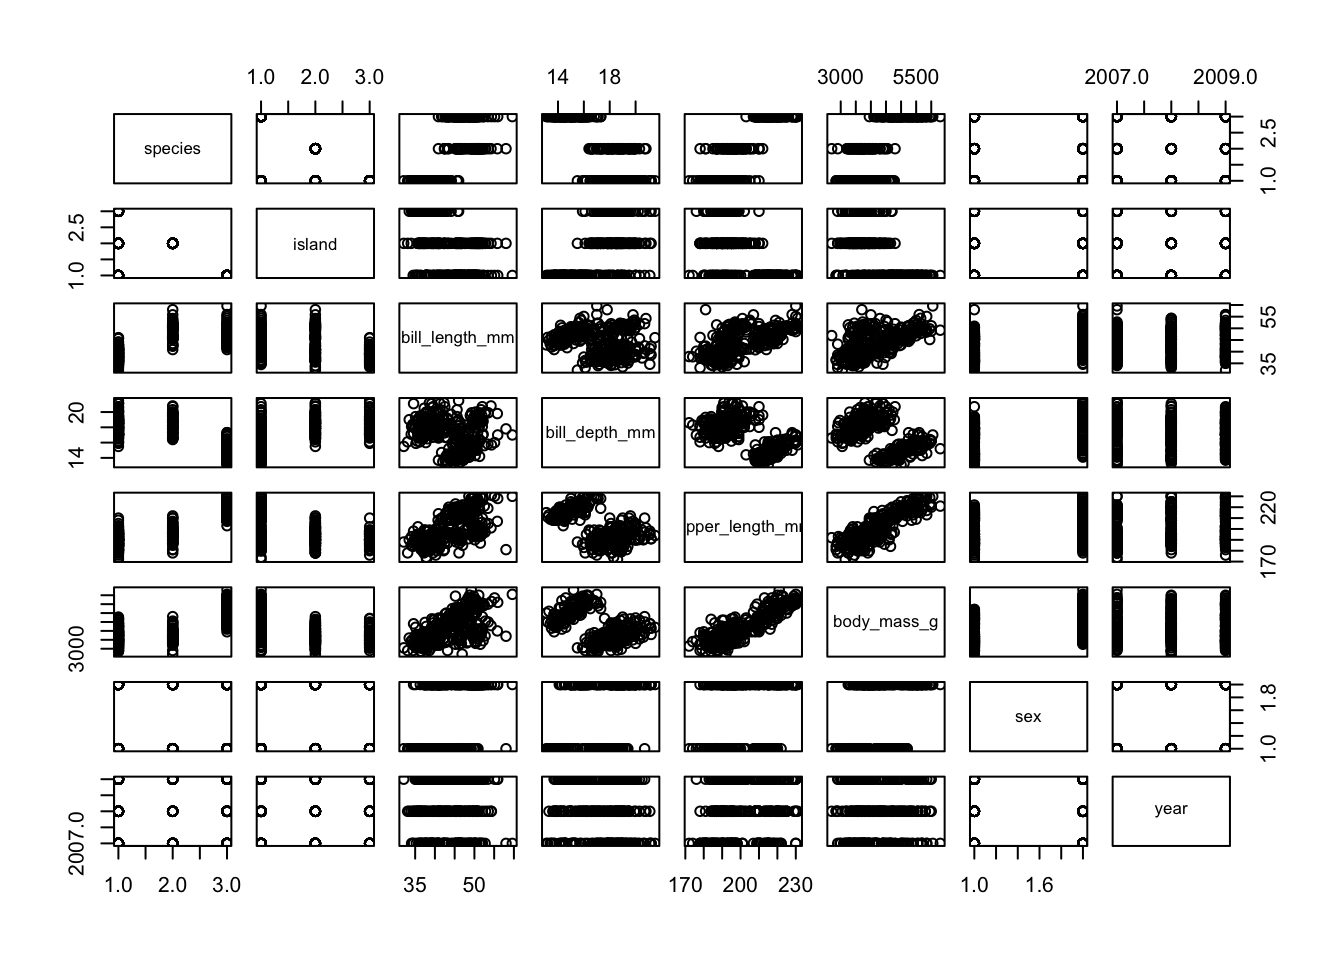 1.0 2.0 3.0 14 18 3000 5500 2007.0 2009.0
species 1.0 2.5
1.0 2.5 island
bill_length_mm 35 55
14 20 bill_depth_mm
pper_length_m 170 220
3000 body_mass_g
sex 1.0 1.8
2007.0 year
1.0 2.0 3.0 35 50 170 200 230 1.0 1.6